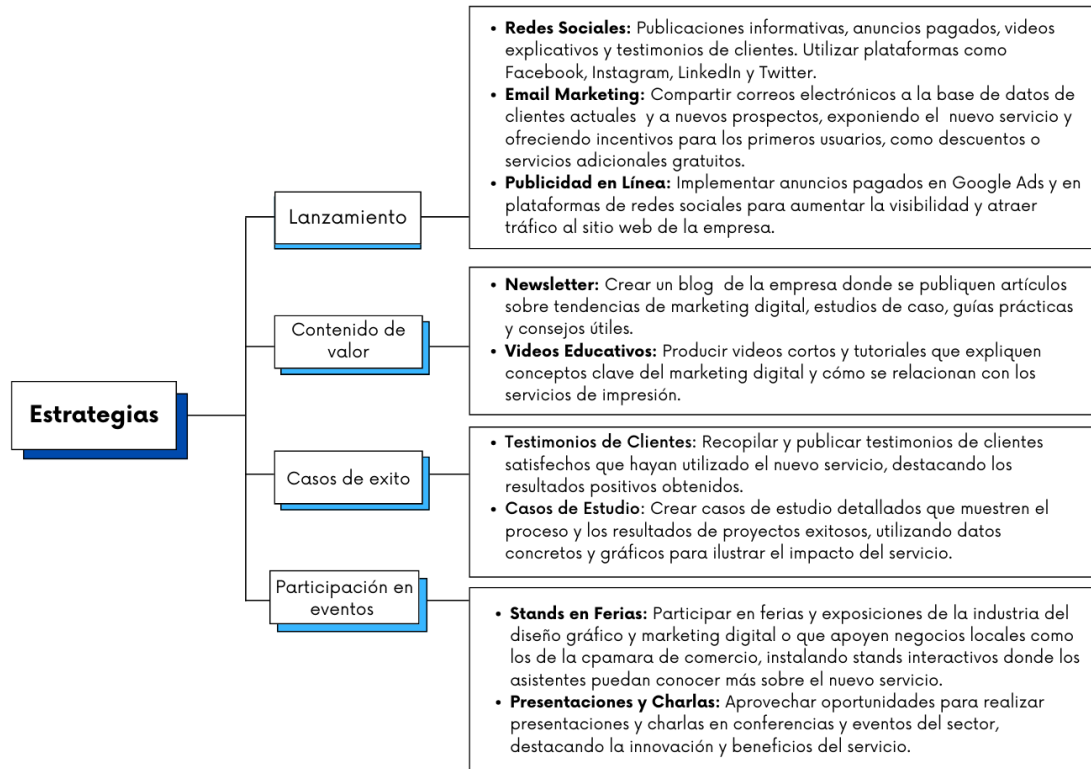 Estrategias
Lanzamiento
• Redes Sociales: Publicaciones informativas, anuncios pagados, videos
explicativos y testimonios de clientes. Utilizar plataformas como
Facebook, Instagram, LinkedIn y Twitter.
• Email Marketing: Compartir correos electrónicos a la base de datos de
clientes actuales y a nuevos prospectos, exponiendo el nuevo servicio y
ofreciendo incentivos para los primeros usuarios, como descuentos o
servicios adicionales gratuitos.
• Publicidad en Línea: Implementar anuncios pagados en Google Ads y en
plataformas de redes sociales para aumentar la visibilidad y atraer
tráfico al sitio web de la empresa.
Contenido de
valor
• Newsletter: Crear un blog de la empresa donde se publiquen artículos
sobre tendencias de marketing digital, estudios de caso, guías prácticas
y consejos útiles.
• Videos Educativos: Producir videos cortos y tutoriales que expliquen
conceptos clave del marketing digital y cómo se relacionan con los
servicios de impresión.
Casos de exito
• Testimonios de Clientes: Recopilar y publicar testimonios de clientes
satisfechos que hayan utilizado el nuevo servicio, destacando los
resultados positivos obtenidos.
• Casos de Estudio: Crear casos de estudio detallados que muestren el
proceso y los resultados de proyectos exitosos, utilizando datos
concretos y gráficos para ilustrar el impacto del servicio.
Participación en
eventos
• Stands en Ferias: Participar en ferias y exposiciones de la industria del
diseño gráfico y marketing digital o que apoyen negocios locales como
los de la cpamara de comercio, instalando stands interactivos donde los
asistentes puedan conocer más sobre el nuevo servicio.
• Presentaciones y Charlas: Aprovechar oportunidades para realizar
presentaciones y charlas en conferencias y eventos del sector,
destacando la innovación y beneficios del servicio.